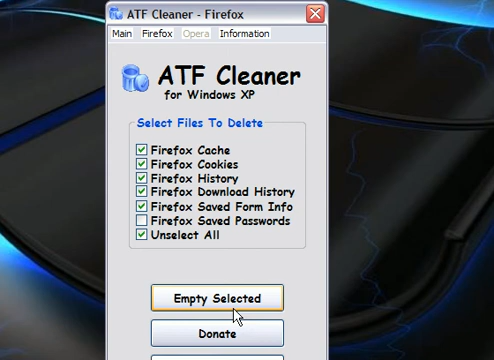 ATF Cleaner - Firefox
Main Firefox Opera Information
ATF Cleaner
for Windows XP
Select Files To Delete
Firefox Cache
Firefox Cookies
Firefox History
Firefox Download History
Firefox Saved Form Info
Firefox Saved Passwords
Unselect All
Empty Selected
Donate